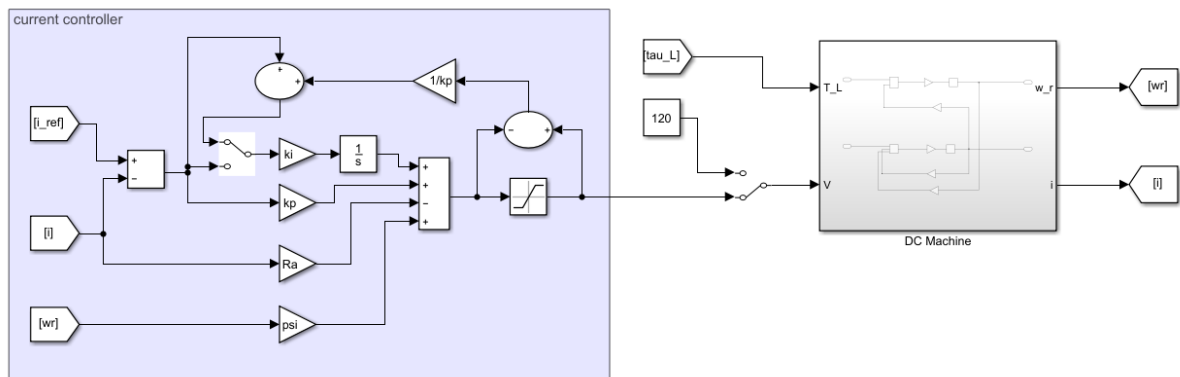 current controller
[tau_L]
1/kp
T_L
w_r
[wr]
[i_ref]
120
ki
1
s
kp
V
i
[i]
[i]
DC Machine
Ra
[wr]
psi